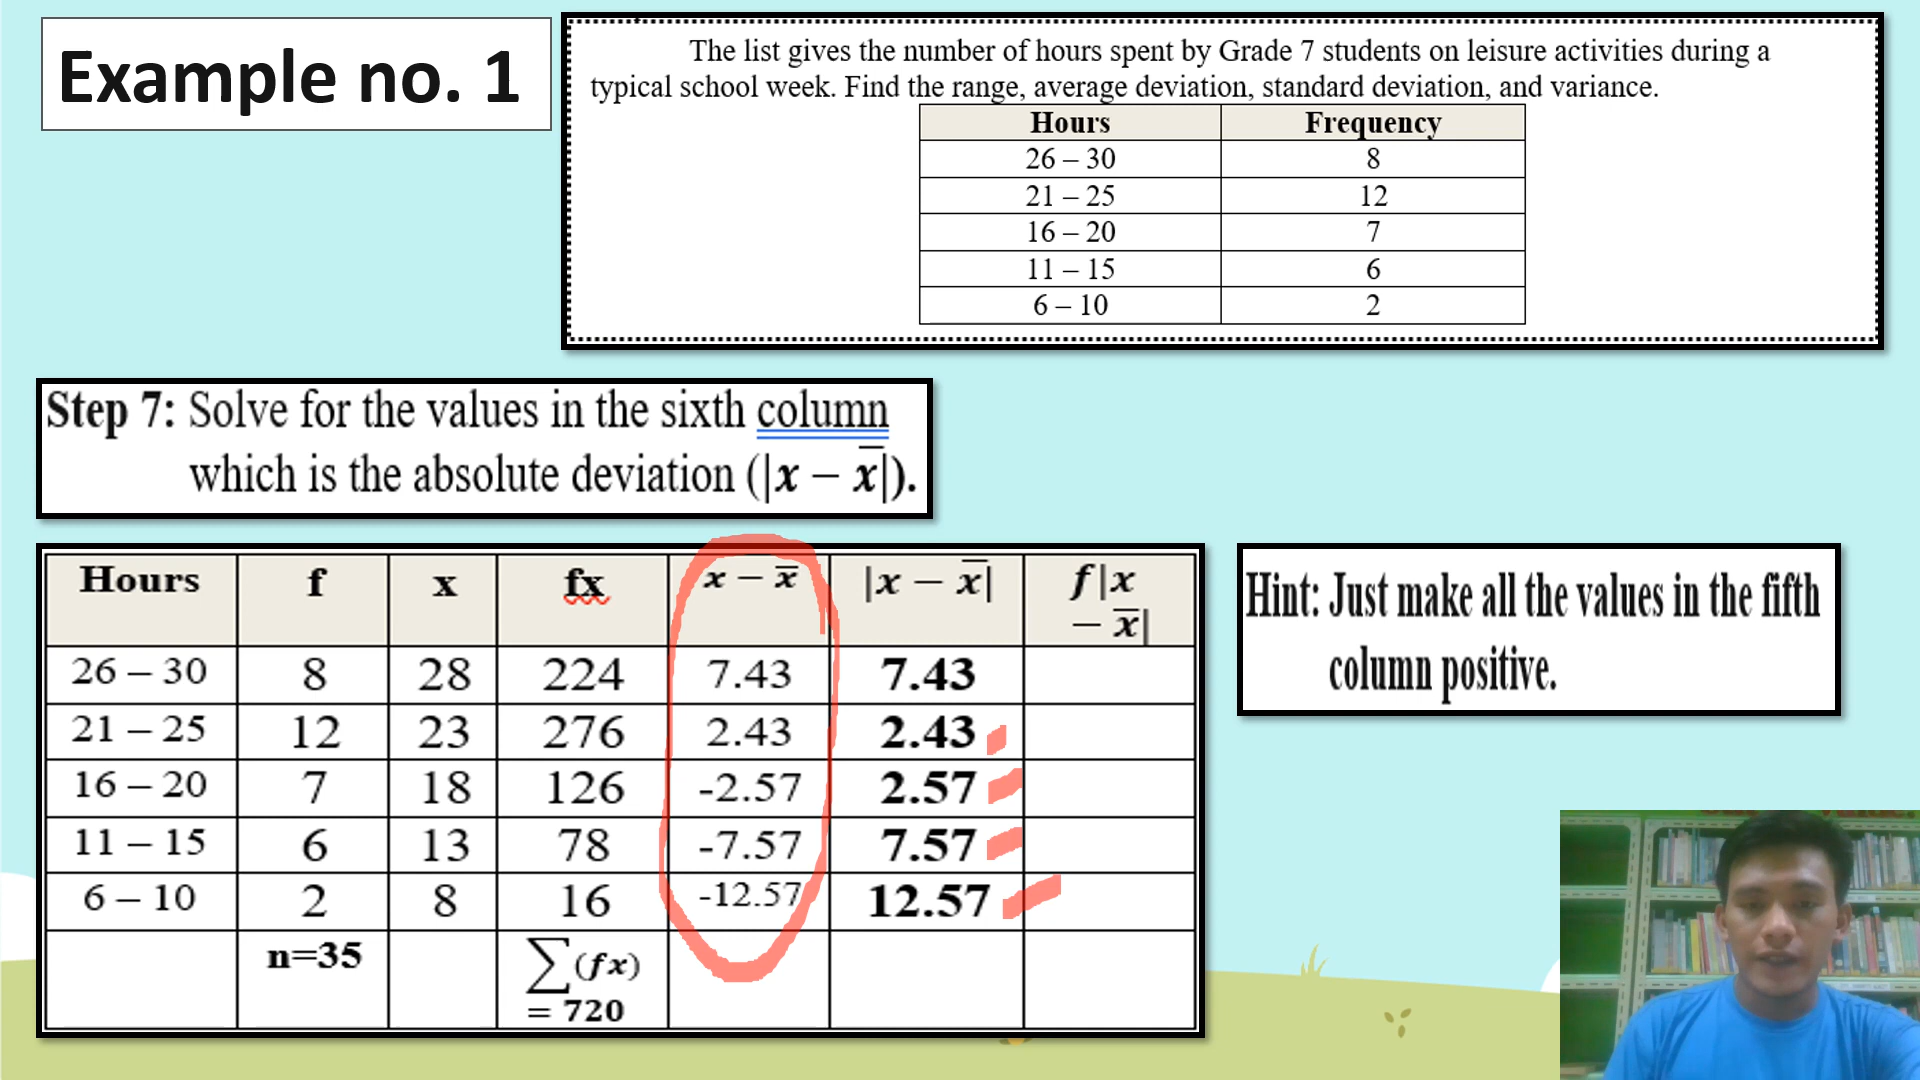 Example no. 1
The list gives the number of hours spent by Grade 7 students on leisure activities during a
typical school week. Find the range, average deviation, standard deviation, and variance.
Hours Frequency
26 – 30 8
21 – 25 12
16 – 20 7
11 – 15 6
6 – 10 2
Step 7: Solve for the values in the sixth column
which is the absolute deviation (|x − x̅|).
Hours f x fx x − x̅ |x − x̅| f|x
− x̅|
26 – 30 8 28 224 7.43 7.43
21 – 25 12 23 276 2.43 2.43
16 – 20 7 18 126 -2.57 2.57
11 – 15 6 13 78 -7.57 7.57
6 – 10 2 8 16 -12.57 12.57
n=35 ∑(fx)
= 720
Hint: Just make all the values in the fifth
column positive.